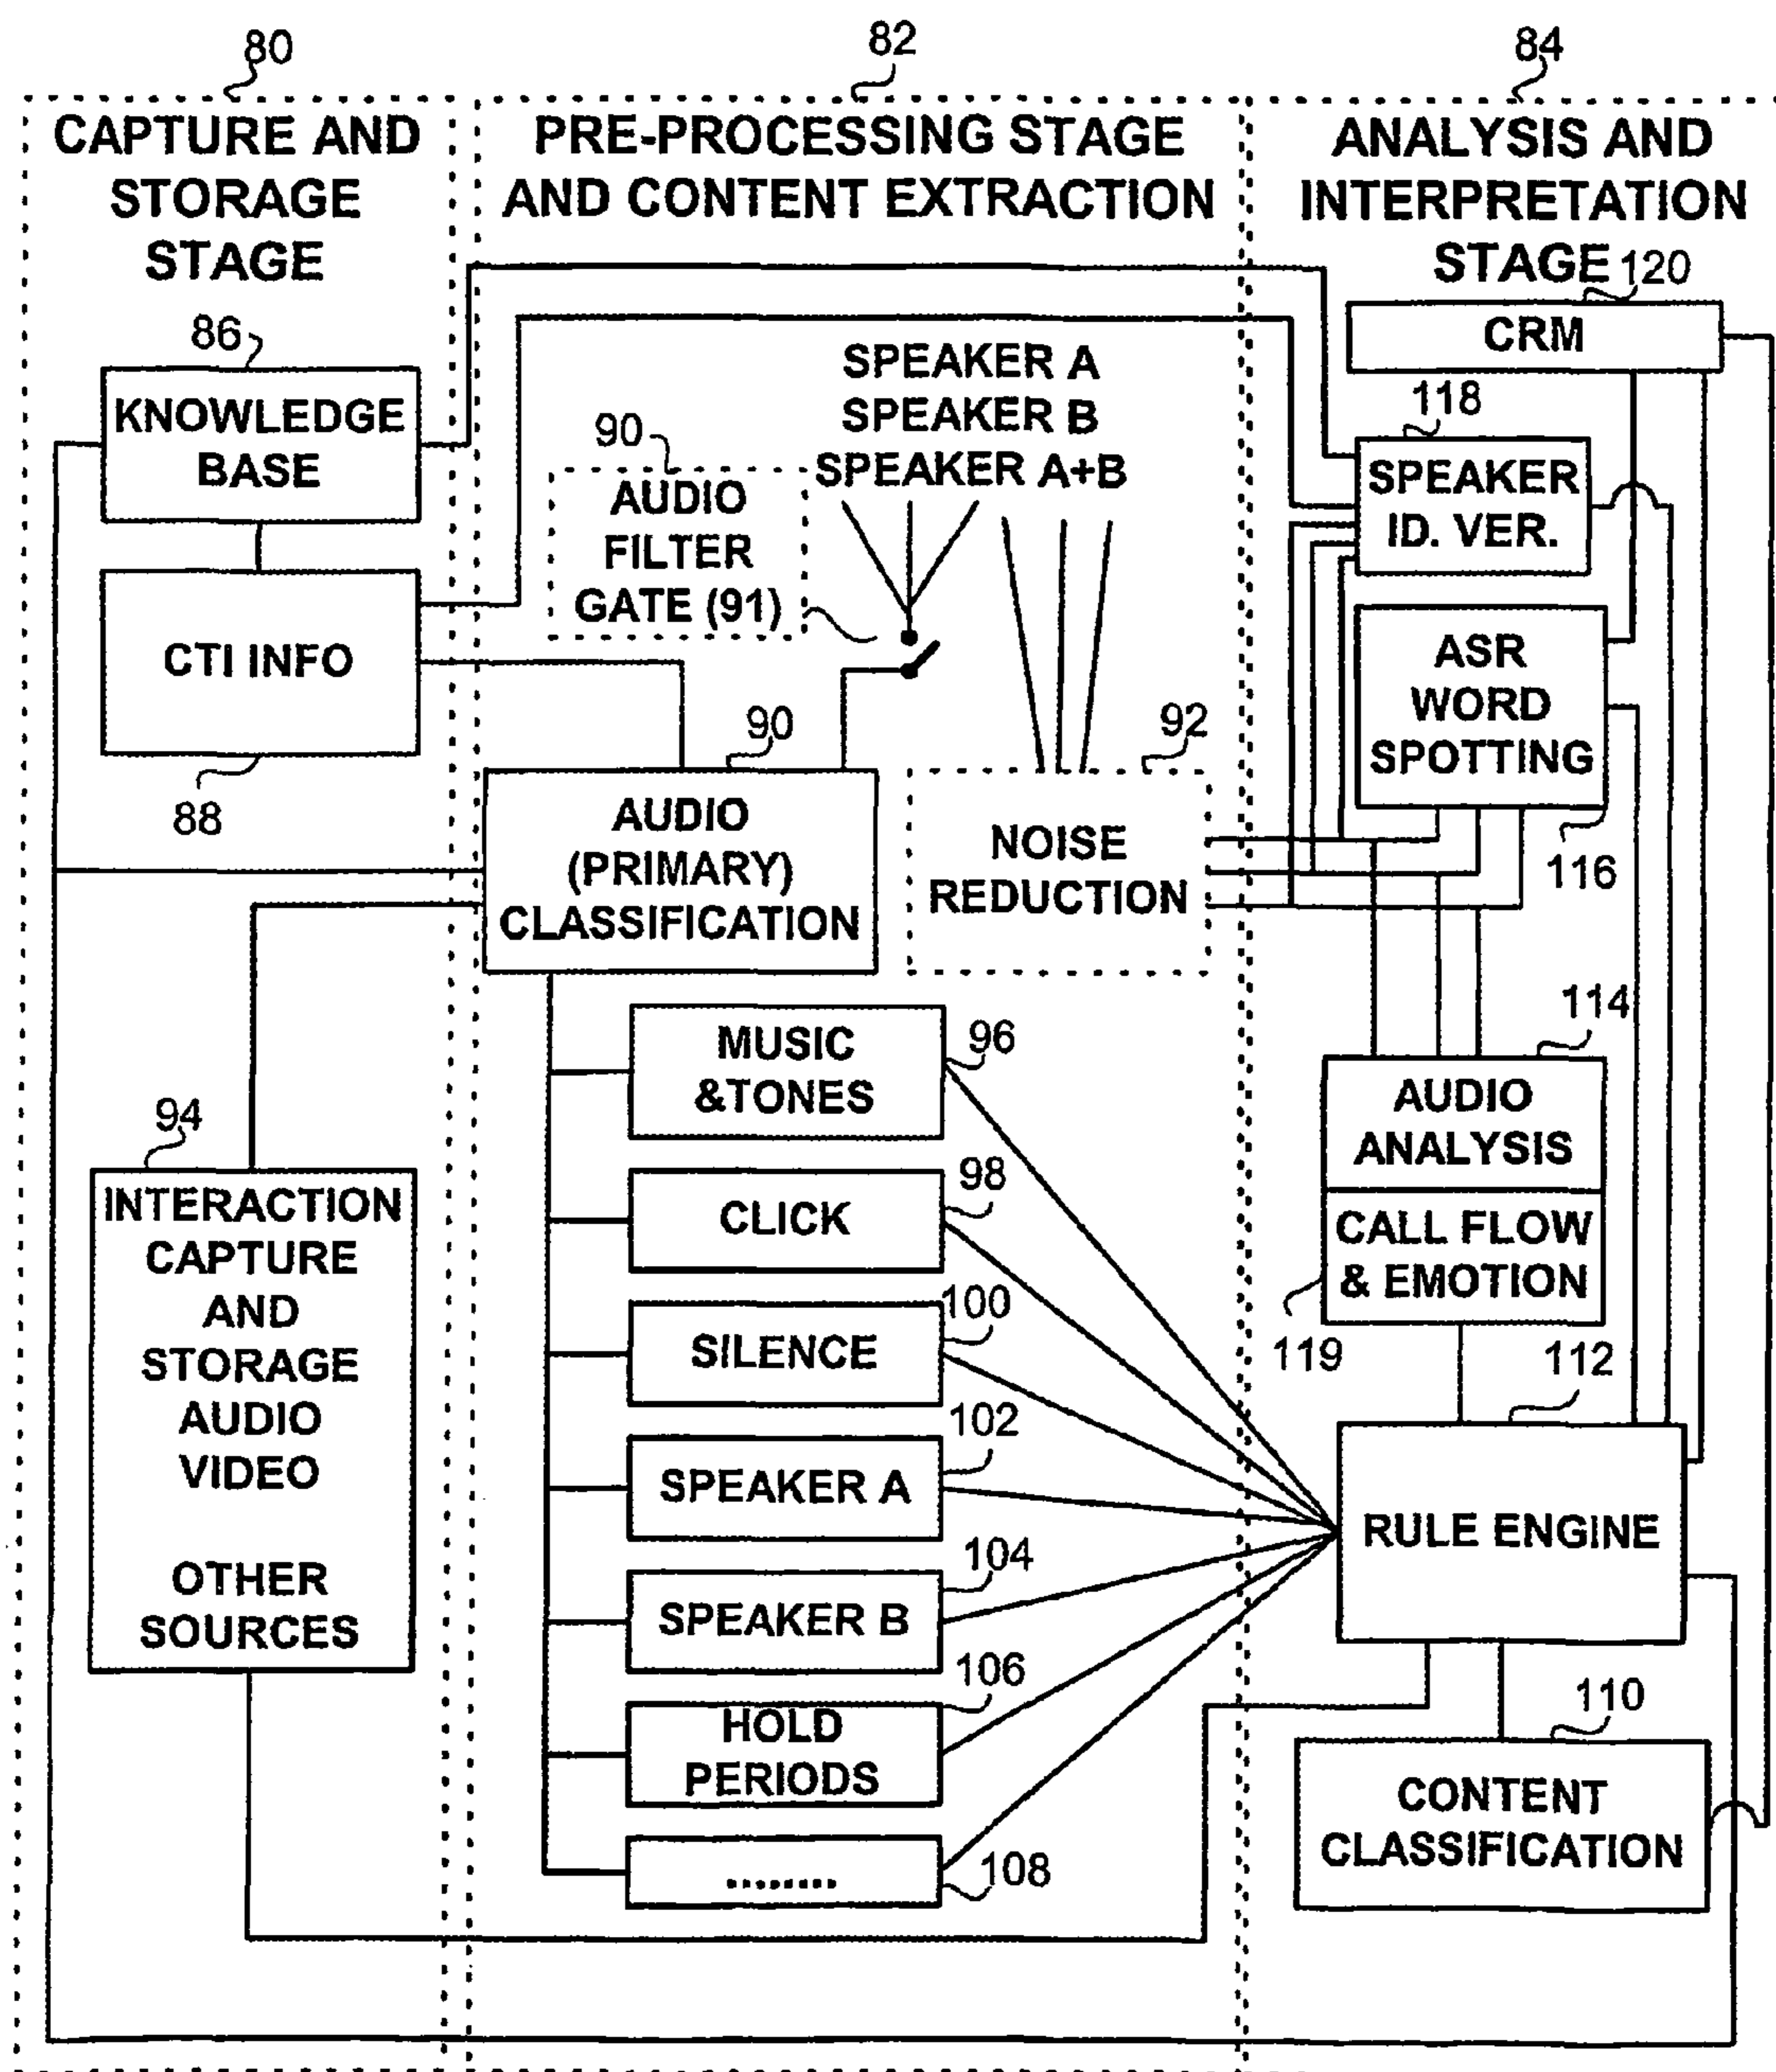 80
82
84
CAPTURE AND
STORAGE
STAGE
PRE-PROCESSING STAGE
AND CONTENT EXTRACTION
ANALYSIS AND
INTERPRETATION
STAGE
120
CRM
86
KNOWLEDGE
BASE
CTI INFO
88
90
AUDIO
FILTER
GATE (91)
SPEAKER A
SPEAKER B
SPEAKER A+B
118
SPEAKER
ID. VER.
ASR
WORD
SPOTTING
116
90
AUDIO
(PRIMARY)
CLASSIFICATION
92
NOISE
REDUCTION
94
INTERACTION
CAPTURE
AND
STORAGE
AUDIO
VIDEO
OTHER
SOURCES
MUSIC
&TONES
96
CLICK
98
SILENCE
100
SPEAKER A
102
SPEAKER B
104
HOLD
PERIODS
106
........
108
114
AUDIO
ANALYSIS
CALL FLOW
& EMOTION
119
112
RULE ENGINE
110
CONTENT
CLASSIFICATION